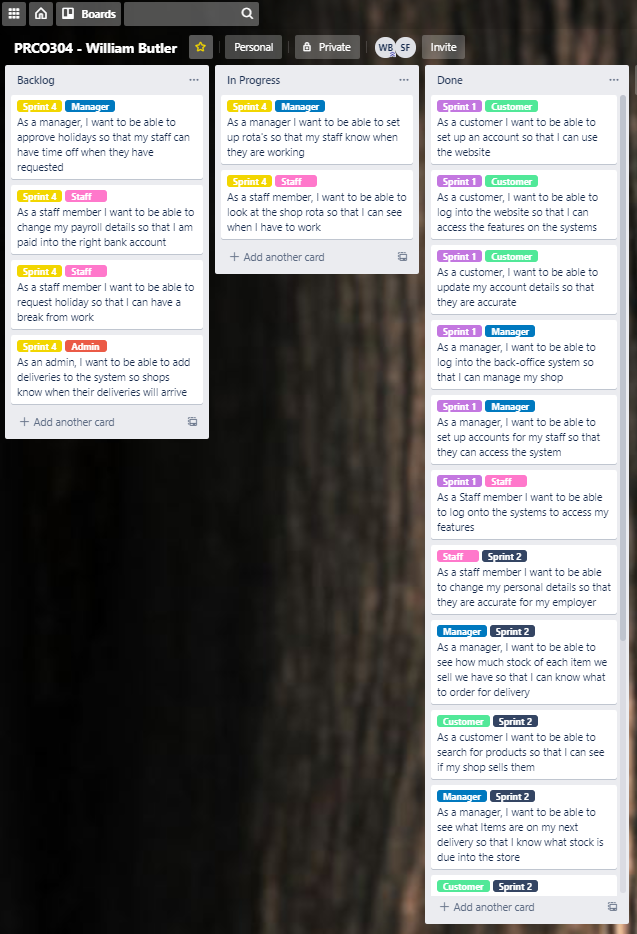 Boards
PRCO304 - William Butler
Personal
Private
WB
SF
Invite
Backlog
Sprint 4 Manager
As a manager, I want to be able to
approve holidays so that my staff can
have time off when they have
requested
Sprint 4 Staff
As a staff member I want to be able to
change my payroll details so that I am
paid into the right bank account
Sprint 4 Staff
As a staff member I want to be able to
request holiday so that I can have a
break from work
Sprint 4 Admin
As an admin, I want to be able to add
deliveries to the system so shops
know when their deliveries will arrive
+ Add another card
In Progress
Sprint 4 Manager
As a manager I want to be able to set
up rota's so that my staff know when
they are working
Sprint 4 Staff
As a staff member, I want to be able to
look at the shop rota so that I can see
when I have to work
+ Add another card
Done
Sprint 1 Customer
As a customer I want to be able to
set up an account so that I can use
the website
Sprint 1 Customer
As a customer, I want to be able to
log into the website so that I can
access the features on the systems
Sprint 1 Customer
As a customer, I want to be able to
update my account details so that
they are accurate
Sprint 1 Manager
As a manager, I want to be able to
log into the back-office system so
that I can manage my shop
Sprint 1 Manager
As a manager, I want to be able to
set up accounts for my staff so that
they can access the system
Sprint 1 Staff
As a Staff member I want to be able
to log onto the systems to access my
features
Staff Sprint 2
As a staff member I want to be able
to change my personal details so that
they are accurate for my employer
Manager Sprint 2
As a manager, I want to be able to
see how much stock of each item we
sell we have so that I can know what
to order for delivery
Customer Sprint 2
As a customer I want to be able to
search for products so that I can see
if my shop sells them
Manager Sprint 2
As a manager, I want to be able to
see what Items are on my next
delivery so that I know what stock is
due into the store
Customer Sprint 2
+ Add another card